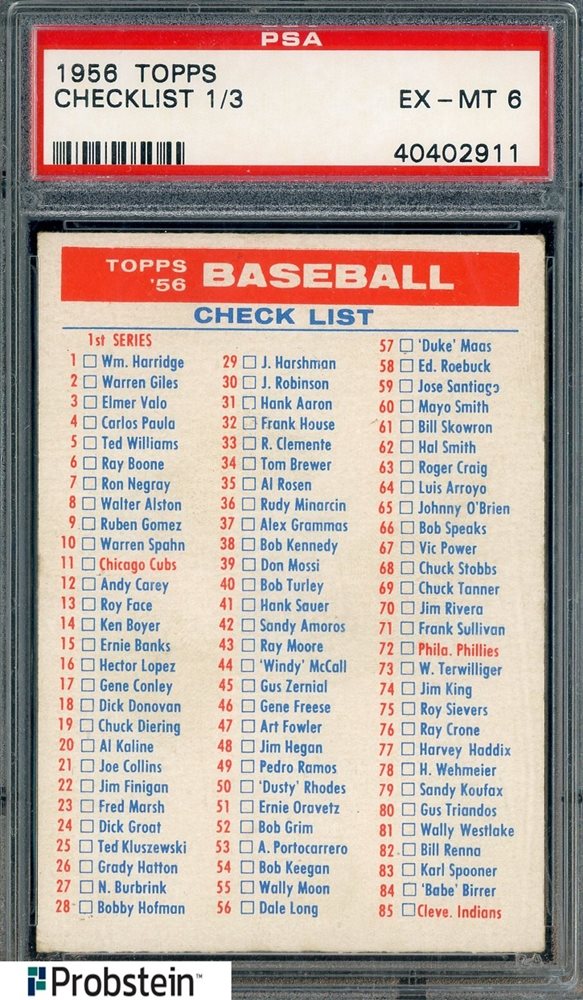 PSA
1956 TOPPS
CHECKLIST 1/3
EX - MT 6
40402911
TOPPS '56 BASEBALL
CHECK LIST
1st SERIES
1 Wm. Harridge
2 Warren Giles
3 Elmer Valo
4 Carlos Paula
5 Ted Williams
6 Ray Boone
7 Ron Negray
8 Walter Alston
9 Ruben Gomez
10 Warren Spahn
11 Chicago Cubs
12 Andy Carey
13 Roy Face
14 Ken Boyer
15 Ernie Banks
16 Hector Lopez
17 Gene Conley
18 Dick Donovan
19 Chuck Diering
20 Al Kaline
21 Joe Collins
22 Jim Finigan
23 Fred Marsh
24 Dick Groat
25 Ted Kluszewski
26 Grady Hatton
27 N. Burbrink
28 Bobby Hofman
29 J. Harshman
30 J. Robinson
31 Hank Aaron
32 Frank House
33 R. Clemente
34 Tom Brewer
35 Al Rosen
36 Rudy Minarcin
37 Alex Grammas
38 Bob Kennedy
39 Don Mossi
40 Bob Turley
41 Hank Sauer
42 Sandy Amoros
43 Ray Moore
44 'Windy' McCall
45 Gus Zernial
46 Gene Freese
47 Art Fowler
48 Jim Hegan
49 Pedro Ramos
50 'Dusty' Rhodes
51 Ernie Oravetz
52 Bob Grim
53 A. Portocarrero
54 Bob Keegan
55 Wally Moon
56 Dale Long
57 'Duke' Maas
58 Ed. Roebuck
59 Jose Santiago
60 Mayo Smith
61 Bill Skowron
62 Hal Smith
63 Roger Craig
64 Luis Arroyo
65 Johnny O'Brien
66 Bob Speaks
67 Vic Power
68 Chuck Stobbs
69 Chuck Tanner
70 Jim Rivera
71 Frank Sullivan
72 Phila. Phillies
73 W. Terwilliger
74 Jim King
75 Roy Sievers
76 Ray Crone
77 Harvey Haddix
78 H. Wehmeier
79 Sandy Koufax
80 Gus Triandos
81 Wally Westlake
82 Bill Renna
83 Karl Spooner
84 'Babe' Birrer
85 Cleve. Indians
Probstein™